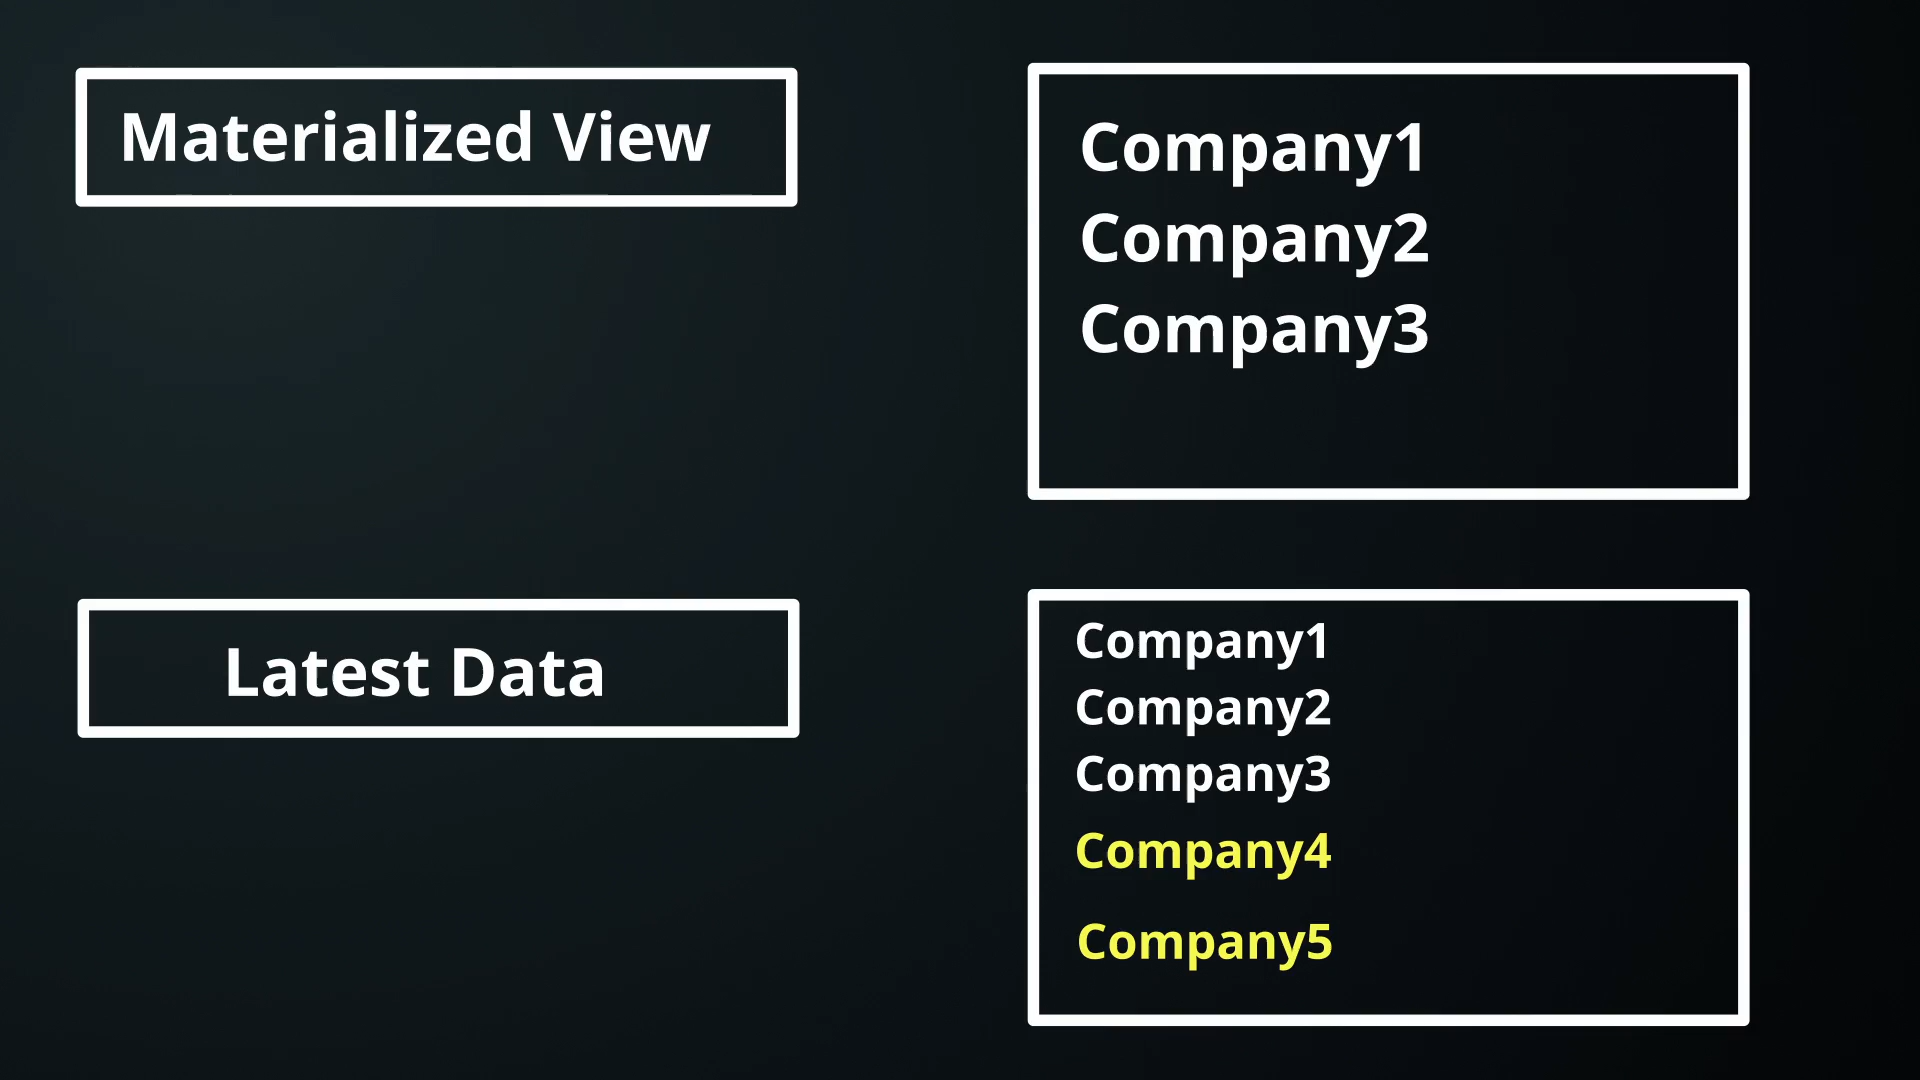 Materialized View
Company1
Company2
Company3
Latest Data
Company1
Company2
Company3
Company4
Company5